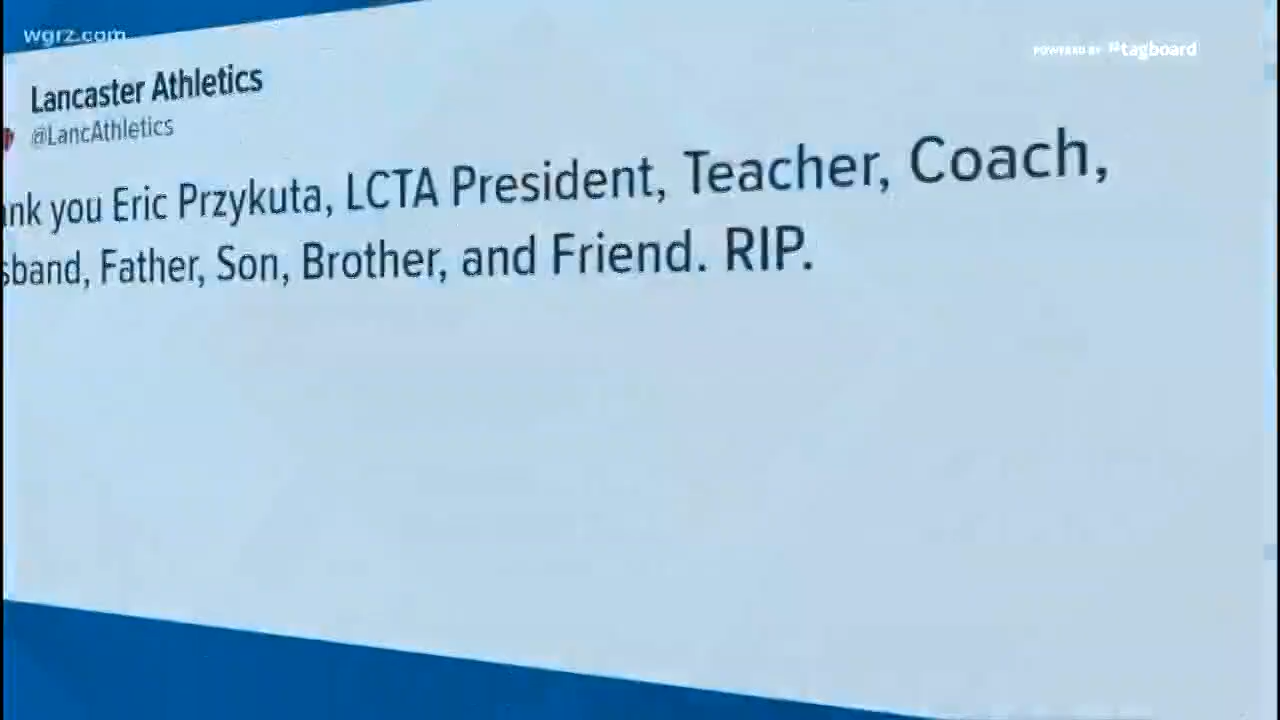 wgrz.com
POWERED BY tagboard
Lancaster Athletics
@LancAthletics
ank you Eric Przykuta, LCTA President, Teacher, Coach,
sband, Father, Son, Brother, and Friend. RIP.